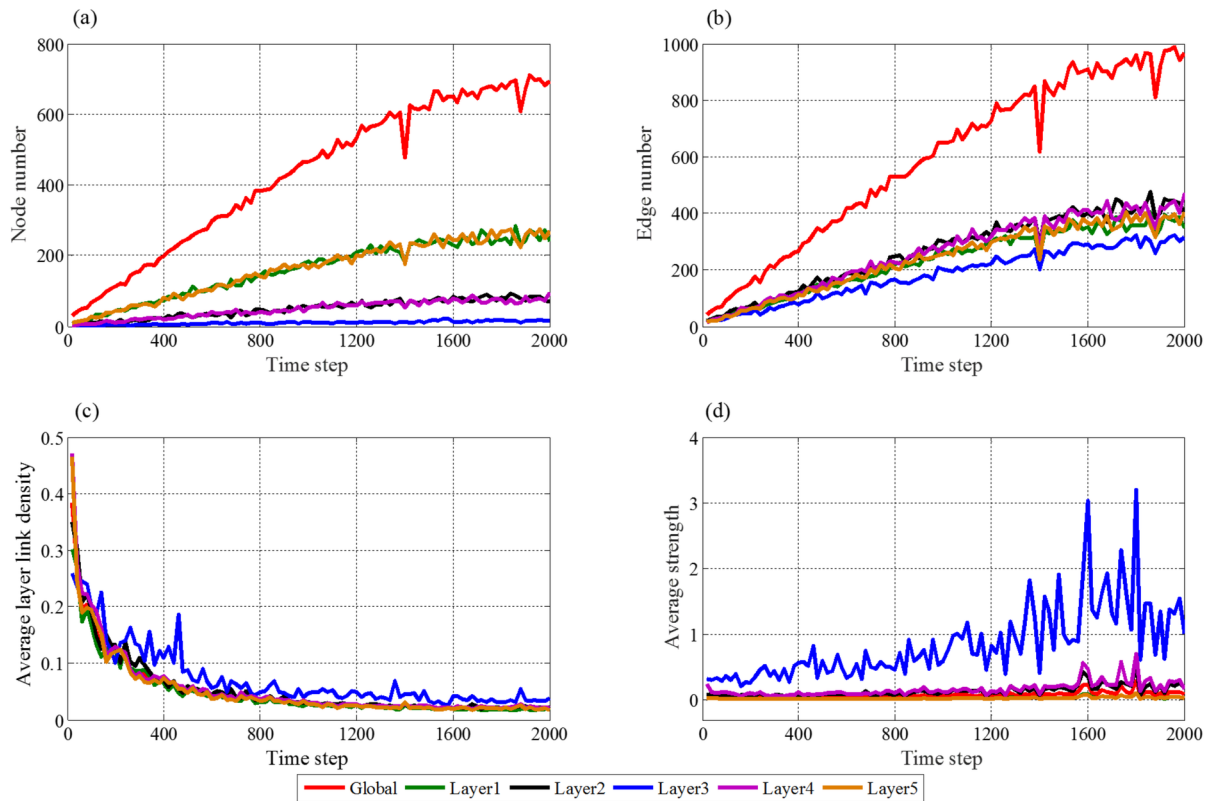 (a)
Node number
800
600
400
200
0
0 400 800 1200 1600 2000
Time step
(b)
Edge number
1000
800
600
400
200
0
0 400 800 1200 1600 2000
Time step
(c)
Average layer link density
0.5
0.4
0.3
0.2
0.1
0
0 400 800 1200 1600 2000
Time step
(d)
Average strength
4
3
2
1
0
0 400 800 1200 1600 2000
Time step
Global Layer1 Layer2 Layer3 Layer4 Layer5